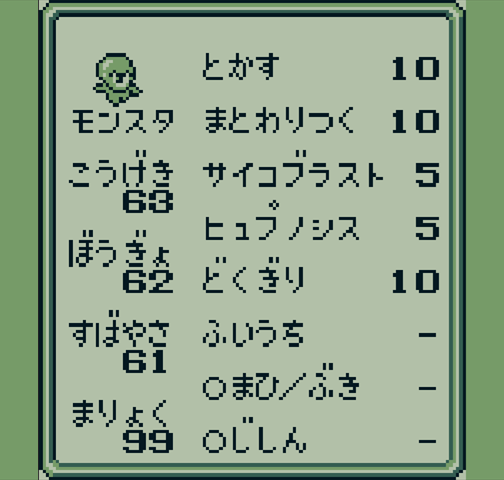 とかす 10
モンスタ まとわりつく 10
こうげき サイコブラスト 5
63
ヒュプノシス 5
ぼうぎょ
62 どくぎり 10
すばやさ ふいうち -
61
○まひ/ぶき -
まりょく
99 ○じしん -